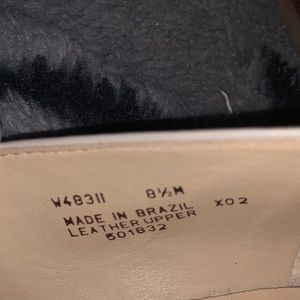 W48311 8½M
MADE IN BRAZIL X02
LEATHER UPPER
501832